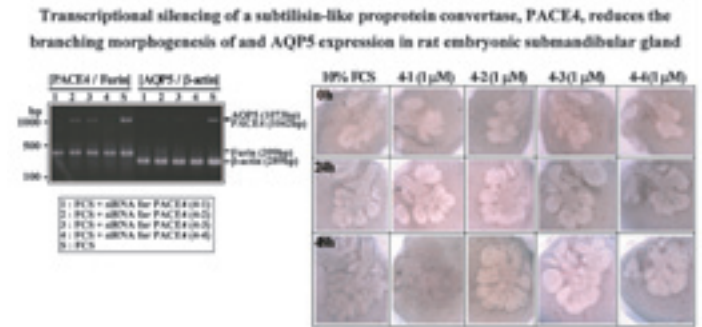 Transcriptional silencing of a subtilisin-like proprotein convertase, PACE4, reduces the
branching morphogenesis of and AQP5 expression in rat embryonic submandibular gland
[PACE4 / Furin] [AQP5 / β-actin]
bp 1 2 3 4 5 1 2 3 4 5
1000
500
100
AQP5
PACE4
Furin
β-actin
1 : FCS + siRNA for PACE4 (4-1)
2 : FCS + siRNA for PACE4 (4-2)
3 : FCS + siRNA for PACE4 (4-3)
4 : FCS + siRNA for PACE4 (4-4)
5 : FCS
10% FCS 4-1 (1 μM) 4-2 (1 μM) 4-3 (1 μM) 4-4 (1 μM)
0h
24h
48h